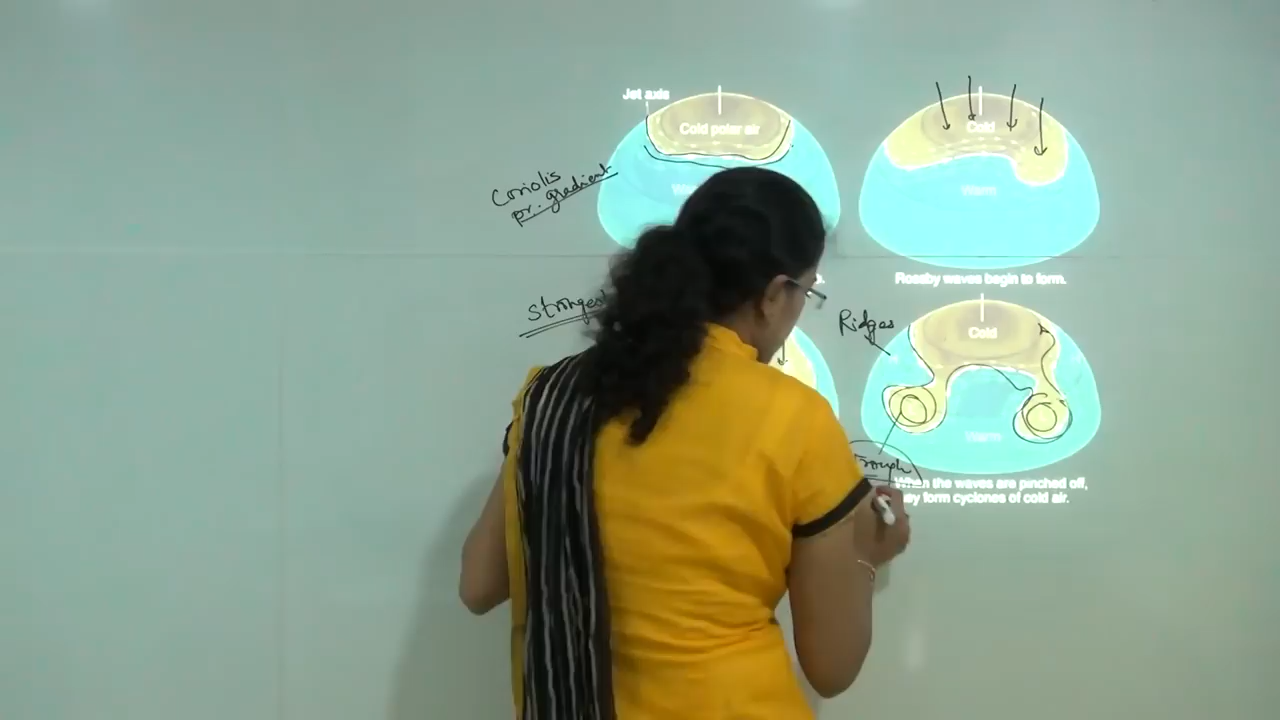 Jet axis
Cold polar air
Coriolis
pr. gradient
Cold
Warm
Rossby waves begin to form.
Ridges
Cold
Warm
Trough
When the waves are pinched off,
form cyclones of cold air.